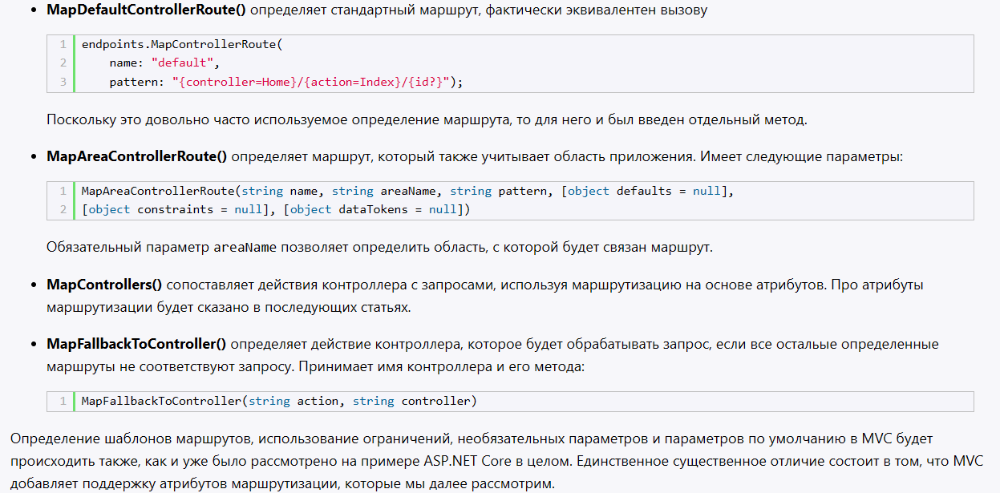 • MapDefaultControllerRoute() определяет стандартный маршрут, фактически эквивалентен вызову
1 endpoints.MapControllerRoute(
2     name: "default",
3     pattern: "{controller=Home}/{action=Index}/{id?}");
Поскольку это довольно часто используемое определение маршрута, то для него и был введен отдельный метод.
• MapAreaControllerRoute() определяет маршрут, который также учитывает область приложения. Имеет следующие параметры:
1 MapAreaControllerRoute(string name, string areaName, string pattern, [object defaults = null],
2 [object constraints = null], [object dataTokens = null])
Обязательный параметр areaName позволяет определить область, с которой будет связан маршрут.
• MapControllers() сопоставляет действия контроллера с запросами, используя маршрутизацию на основе атрибутов. Про атрибуты
маршрутизации будет сказано в последующих статьях.
• MapFallbackToController() определяет действие контроллера, которое будет обрабатывать запрос, если все осталье определенные
маршруты не соответствуют запросу. Принимает имя контроллера и его метода:
1 MapFallbackToController(string action, string controller)
Определение шаблонов маршрутов, использование ограничений, необязательных параметров и параметров по умолчанию в MVC будет
происходить также, как и уже было рассмотрено на примере ASP.NET Core в целом. Единственное существенное отличие состоит в том, что MVC
добавляет поддержку атрибутов маршрутизации, которые мы далее рассмотрим.